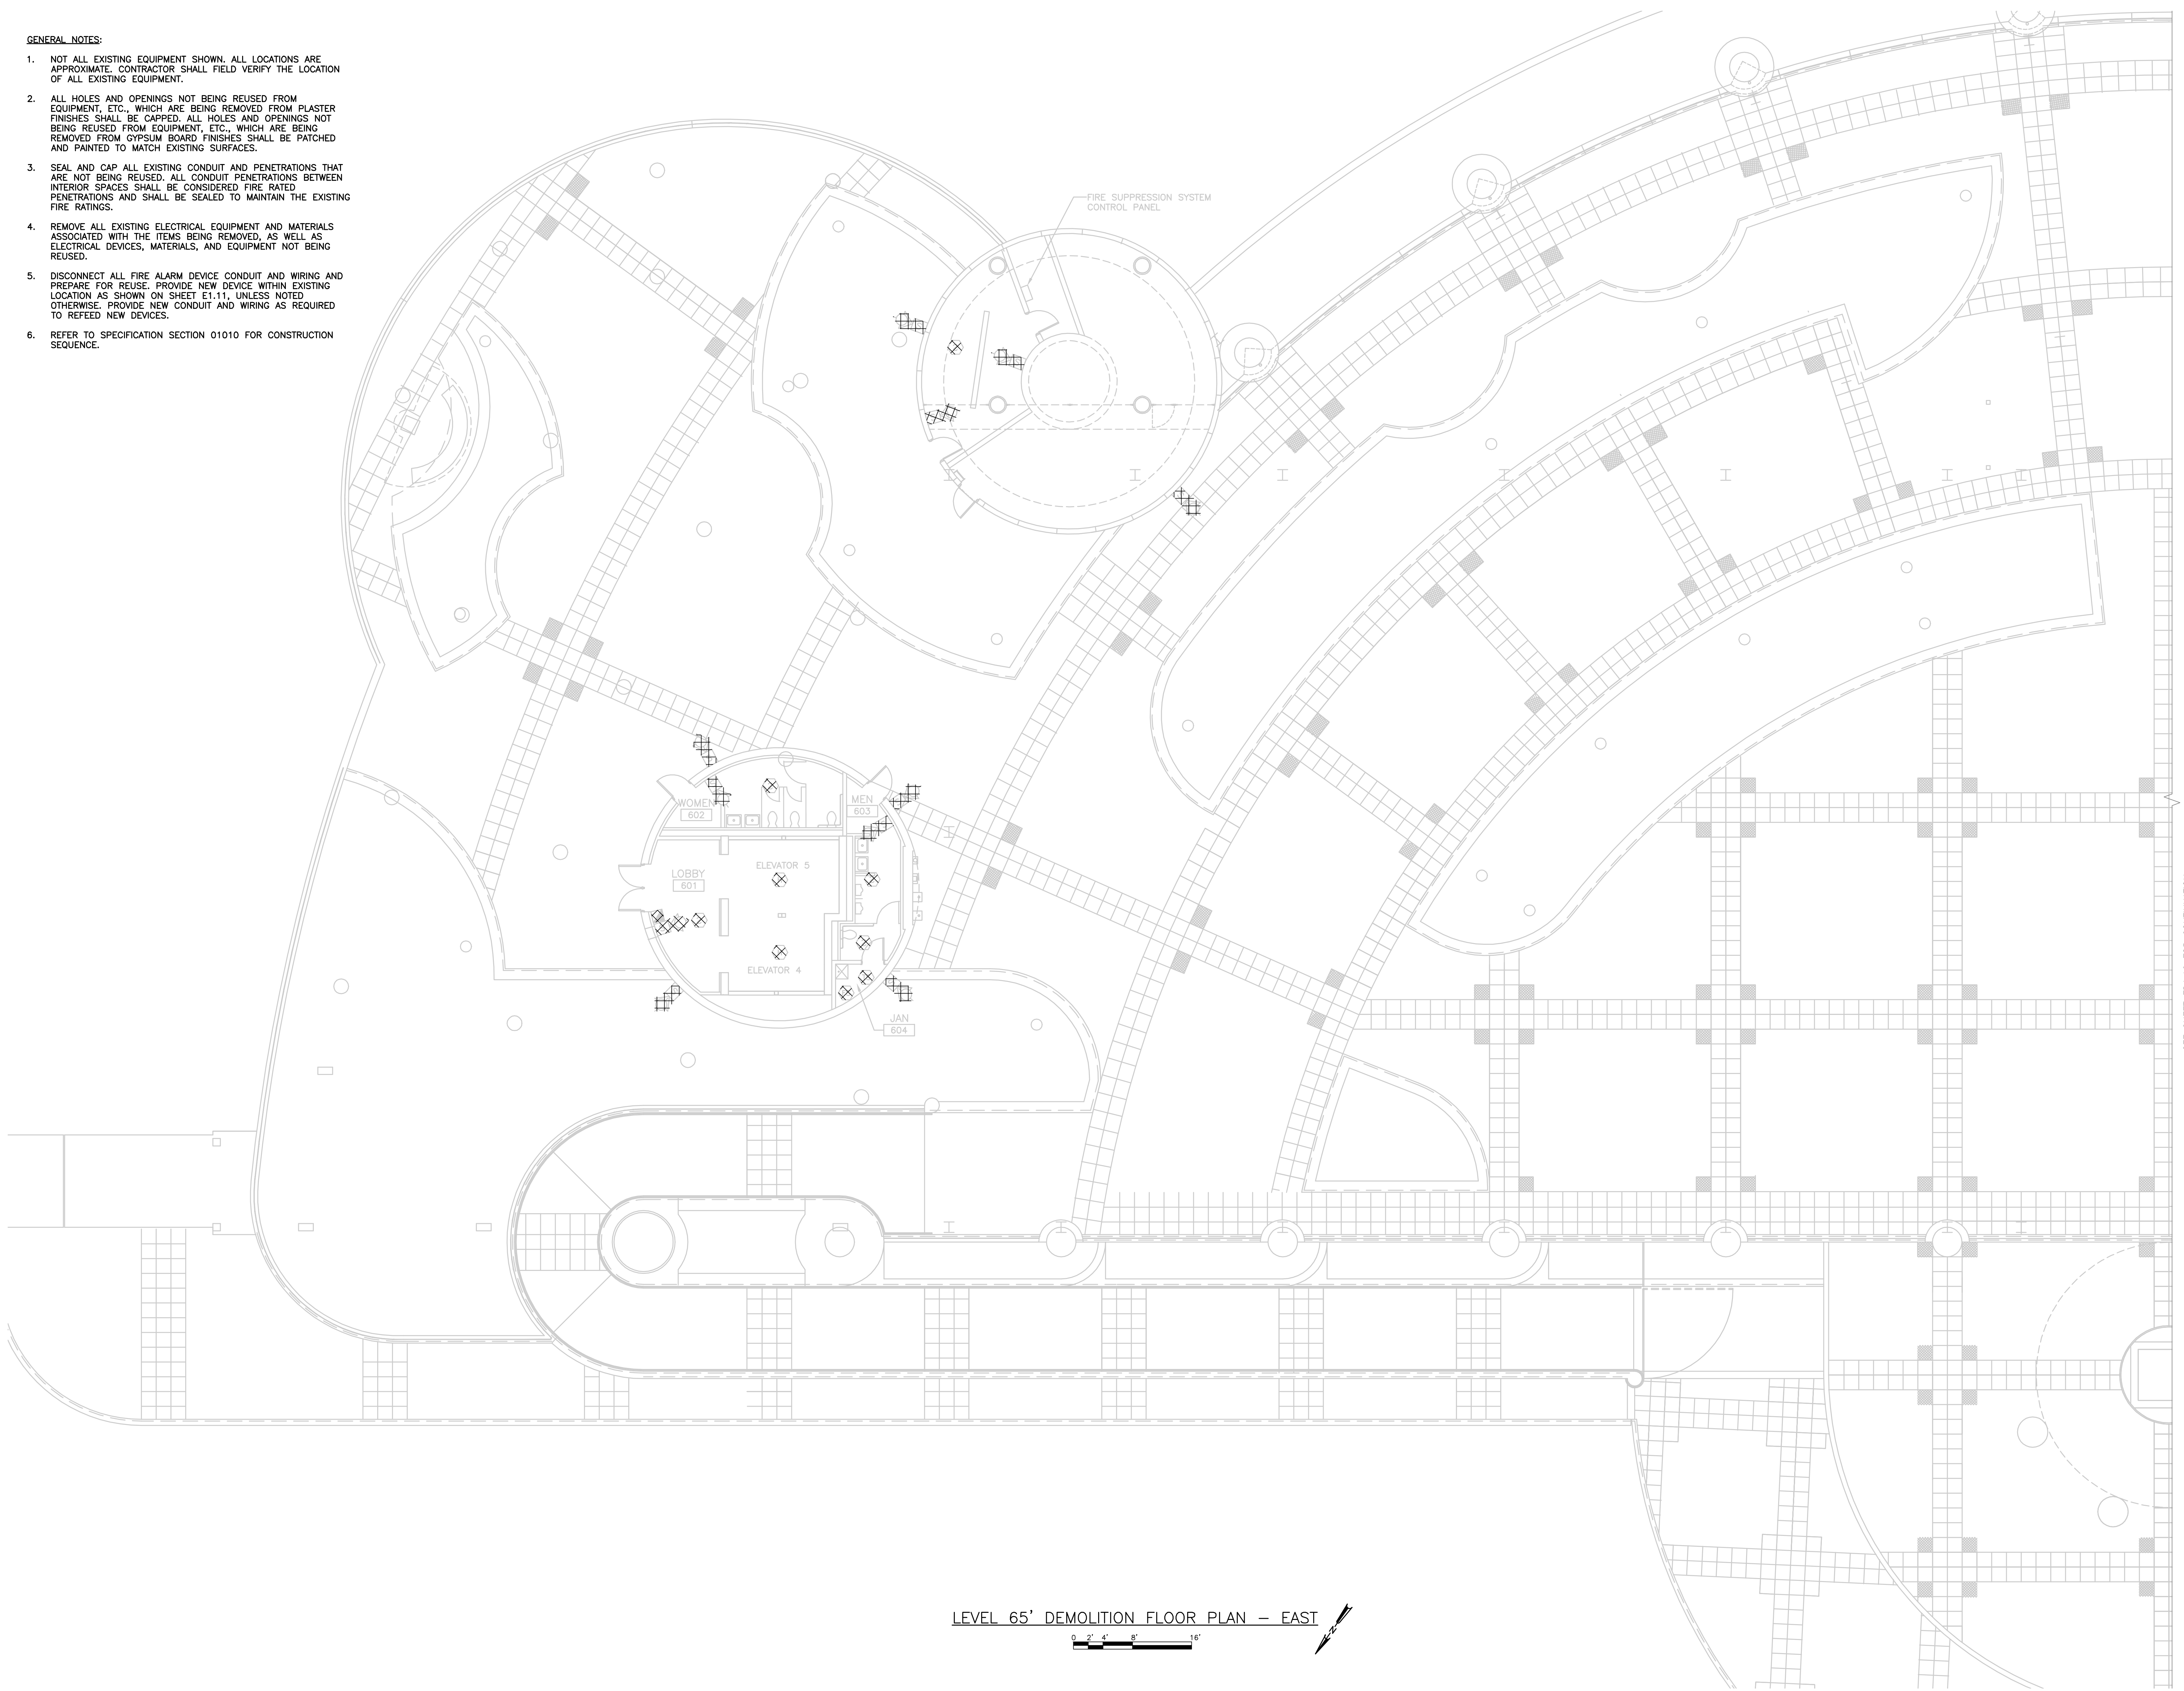 GENERAL NOTES:
1. NOT ALL EXISTING EQUIPMENT SHOWN. ALL LOCATIONS ARE
APPROXIMATE. CONTRACTOR SHALL FIELD VERIFY THE LOCATION
OF ALL EXISTING EQUIPMENT.
2. ALL HOLES AND OPENINGS NOT BEING REUSED FROM
EQUIPMENT, ETC., WHICH ARE BEING REMOVED FROM PLASTER
FINISHES SHALL BE CAPPED. ALL HOLES AND OPENINGS NOT
BEING REUSED FROM EQUIPMENT, ETC., WHICH ARE BEING
REMOVED FROM GYPSUM BOARD FINISHES SHALL BE PATCHED
AND PAINTED TO MATCH EXISTING SURFACES.
3. SEAL AND CAP ALL EXISTING CONDUIT AND PENETRATIONS THAT
ARE NOT BEING REUSED. ALL CONDUIT PENETRATIONS BETWEEN
INTERIOR SPACES SHALL BE CONSIDERED FIRE RATED
PENETRATIONS AND SHALL BE SEALED TO MAINTAIN THE EXISTING
FIRE RATINGS.
4. REMOVE ALL EXISTING ELECTRICAL EQUIPMENT AND MATERIALS
ASSOCIATED WITH THE ITEMS BEING REMOVED, AS WELL AS
ELECTRICAL DEVICES, MATERIALS, AND EQUIPMENT NOT BEING
REUSED.
5. DISCONNECT ALL FIRE ALARM DEVICE CONDUIT AND WIRING AND
PREPARE FOR REUSE. PROVIDE NEW DEVICE WITHIN EXISTING
LOCATION AS SHOWN ON SHEET E1.11, UNLESS NOTED
OTHERWISE. PROVIDE NEW CONDUIT AND WIRING AS REQUIRED
TO REFEED NEW DEVICES.
6. REFER TO SPECIFICATION SECTION 01010 FOR CONSTRUCTION
SEQUENCE.
FIRE SUPPRESSION SYSTEM
CONTROL PANEL
WOMEN
602
MEN
603
ELEVATOR 5
LOBBY
601
ELEVATOR 4
JAN
604
LEVEL 65' DEMOLITION FLOOR PLAN – EAST
N
0 2' 4' 8' 16'